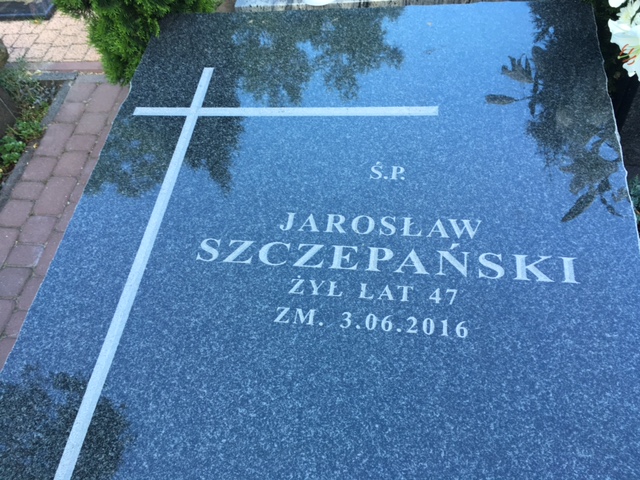 Ś.P.
JAROSŁAW
SZCZEPAŃSKI
ŻYŁ LAT 47
ZM. 3.06.2016